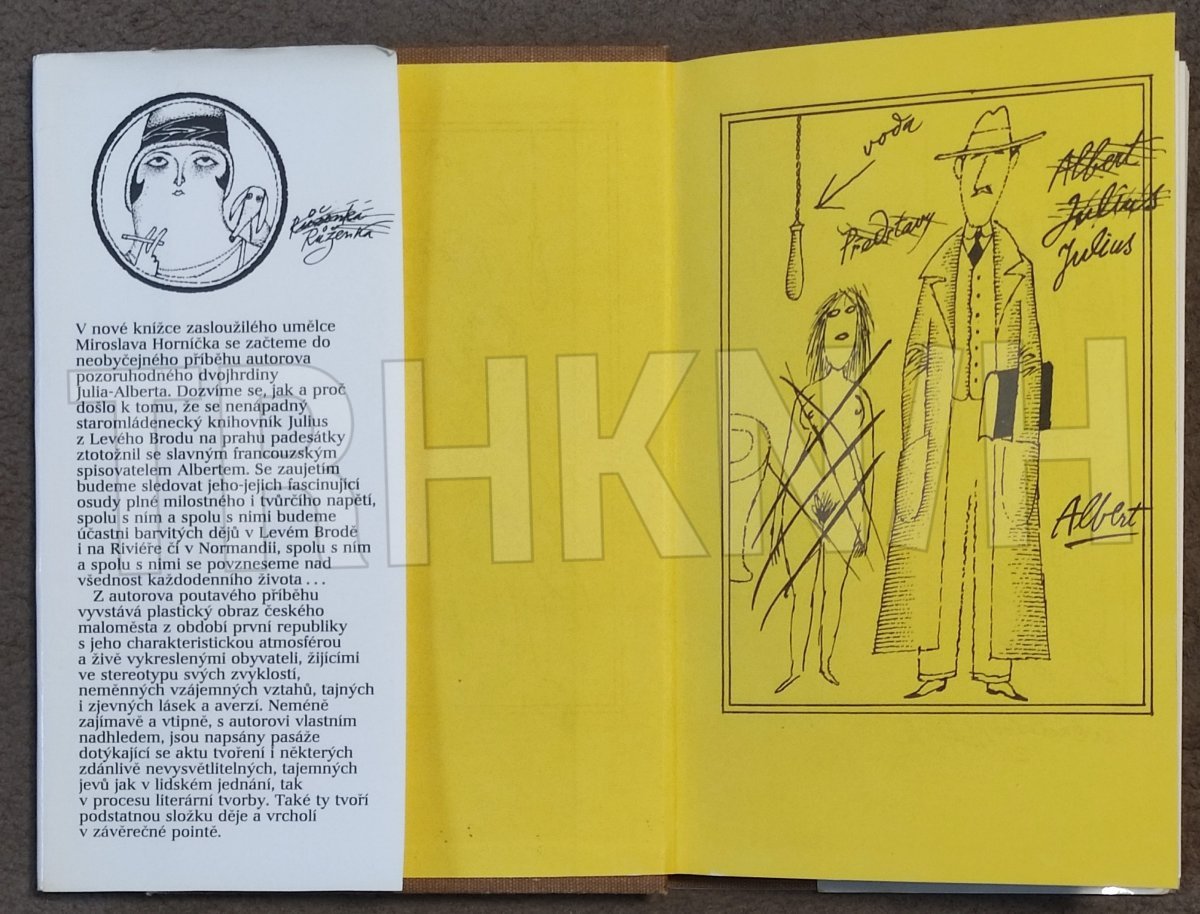 Růženka
Růženka
V nové knížce zasloužilého umělce
Miroslava Horníčka se začteme do
neobyčejného příběhu autorova
pozoruhodného dvojhrdiny
Julia-Alberta. Dozvíme se, jak a proč
došlo k tomu, že se nenápadný
staromládenecký knihovník Julius
z Levého Brodu na prahu padesátky
ztotožnil se slavným francouzským
spisovatelem Albertem. Se zaujetím
budeme sledovat jeho-jejich fascinující
osudy plné milostného i tvůrčího napětí,
spolu s ním a spolu s nimi budeme
účastni barvitých dějů v Levém Brodě
i na Riviéře či v Normandii, spolu s ním
a spolu s nimi se povzneseme nad
všednost každodenního života . . .
Z autorova poutavého příběhu
vyvstává plastický obraz českého
maloměsta z období první republiky
s jeho charakteristickou atmosférou
a živě vykreslenými obyvateli, žijícími
ve stereotypu svých zvyklostí,
neměnných vzájemných vztahů, tajných
i zjevných lásek a averzí. Neméně
zajímavě a vtipně, s autorovi vlastním
nadhledem, jsou napsány pasáže
dotýkající se aktu tvoření i některých
zdánlivě nevysvětlitelných, tajemných
jevů jak v lidském jednání, tak
v procesu literární tvorby. Také ty tvoří
podstatnou složku děje a vrcholí
v závěrečné pointě.
voda
Představy
Albert
Julius
Julius
Albert
TRHKNIH